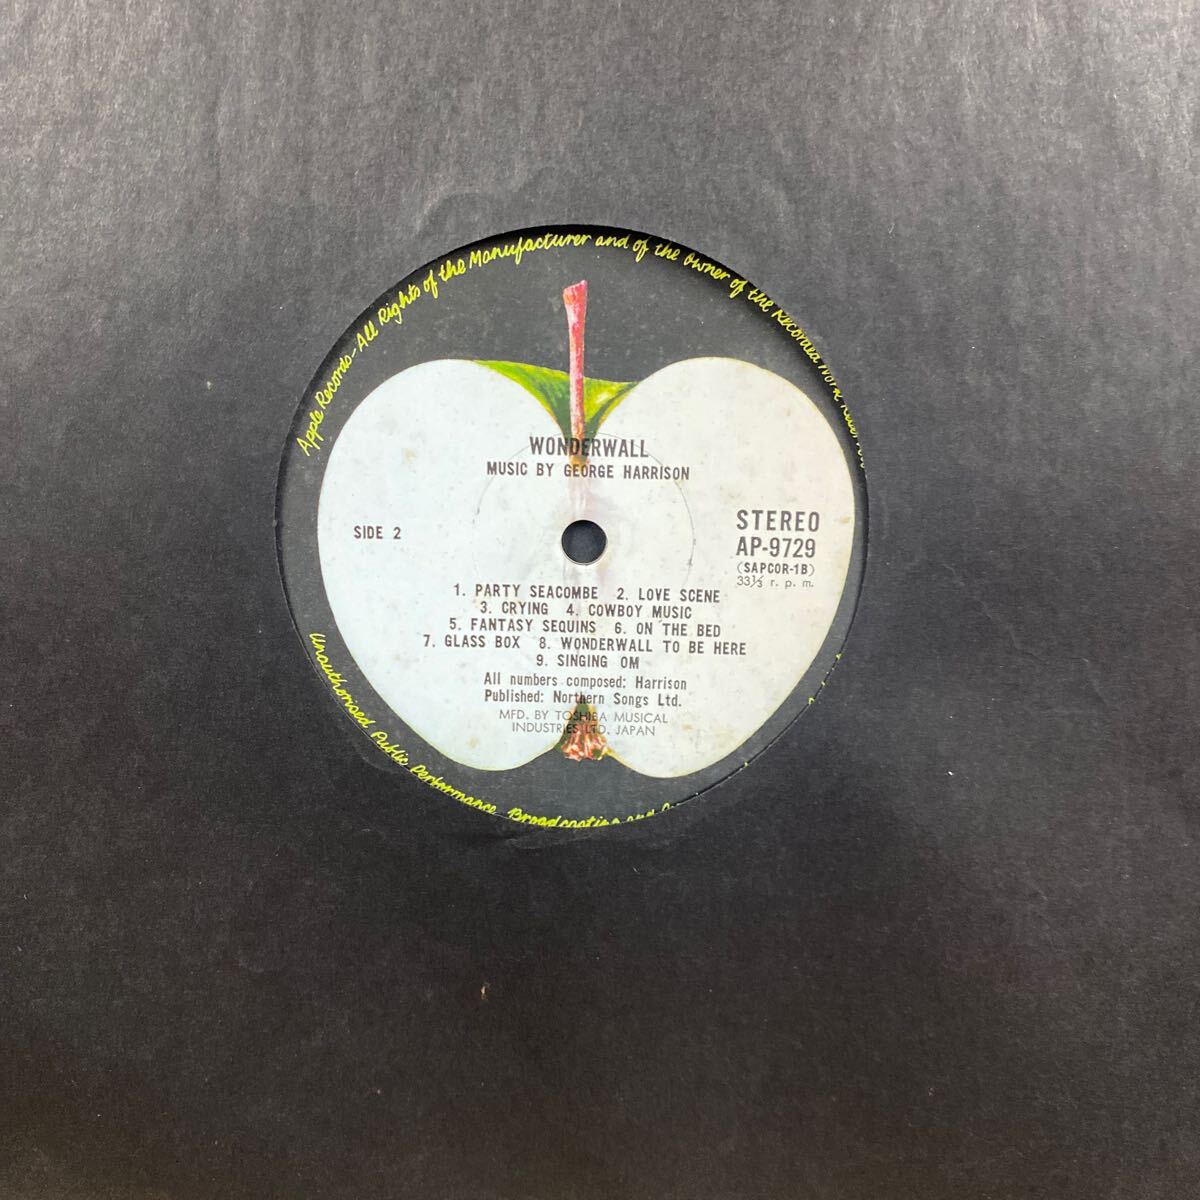 Apple Records-All Rights of the Manufacturer and of the Owner of the Recorded Work
WONDERWALL
MUSIC BY GEORGE HARRISON
SIDE 2
STEREO
AP-9729
(SAPCOR-1B)
33⅓ r. p. m.
1. PARTY SEACOMBE 2. LOVE SCENE
3. CRYING 4. COWBOY MUSIC
5. FANTASY SEQUINS 6. ON THE BED
7. GLASS BOX 8. WONDERWALL TO BE HERE
9. SINGING OM
All numbers composed: Harrison
Published: Northern Songs Ltd.
MFD. BY TOSHIBA MUSICAL
INDUSTRIES LTD. JAPAN
Unauthorised Public Performance Broadcasting and